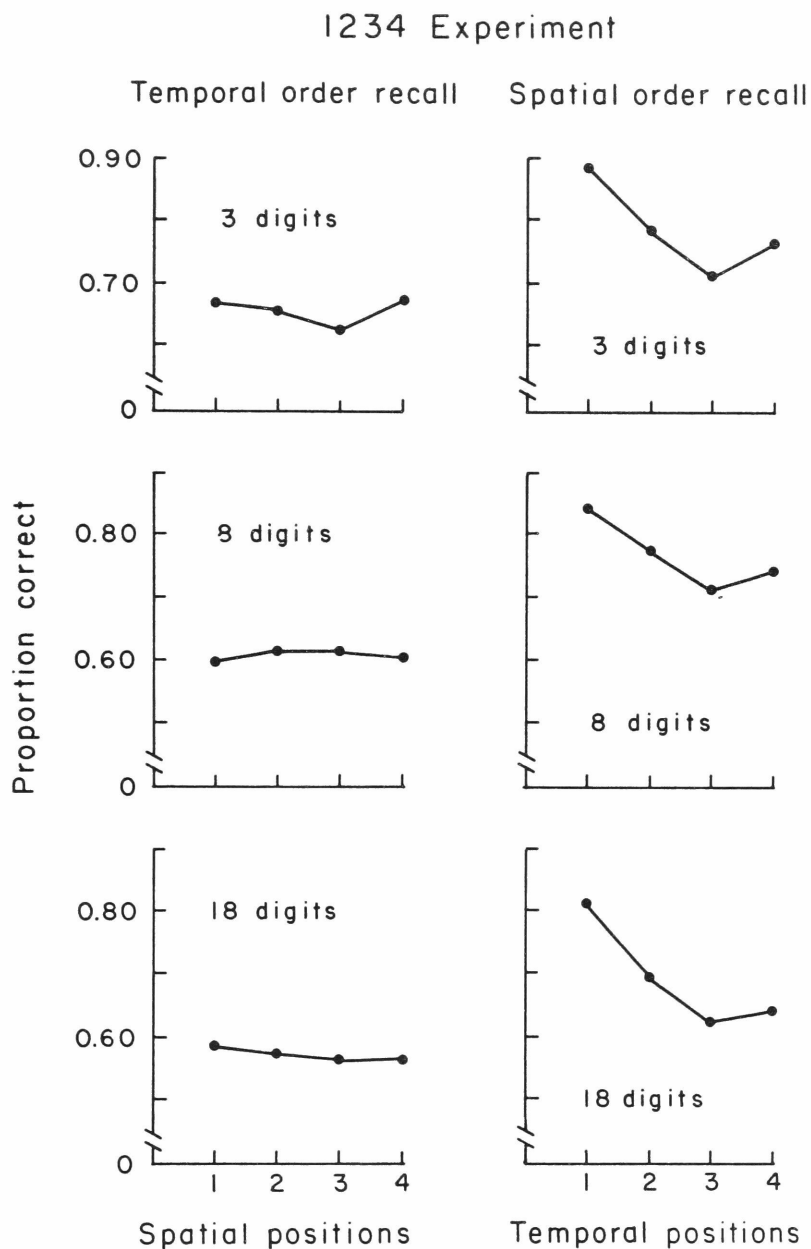 1234 Experiment
Temporal order recall
Spatial order recall
0.90
3 digits
0.70
3 digits
0
Proportion correct
0.80
8 digits
0.60
8 digits
0
0.80
18 digits
0.60
18 digits
0
1 2 3 4
1 2 3 4
Spatial positions
Temporal positions